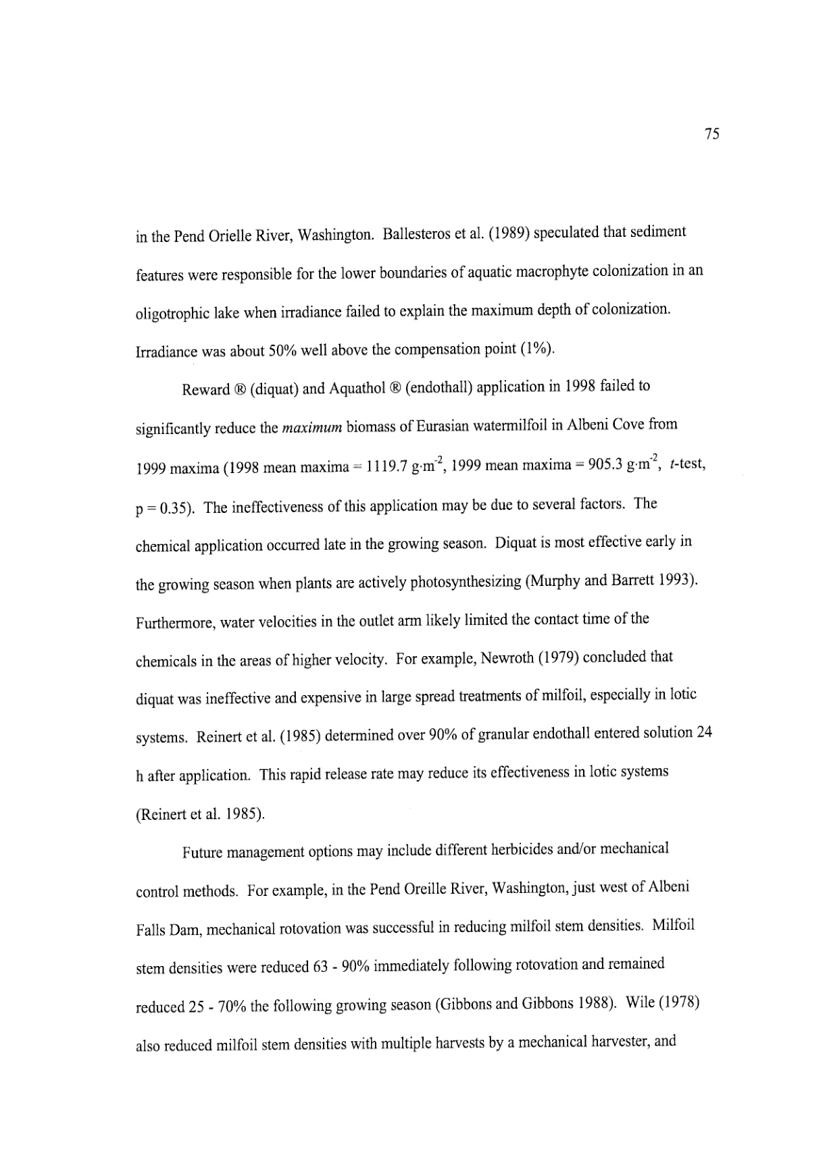 75
in the Pend Orielle River, Washington. Ballesteros et al. (1989) speculated that sediment
features were responsible for the lower boundaries of aquatic macrophyte colonization in an
oligotrophic lake when irradiance failed to explain the maximum depth of colonization.
Irradiance was about 50% well above the compensation point (1%).
Reward ® (diquat) and Aquathol ® (endothall) application in 1998 failed to
significantly reduce the maximum biomass of Eurasian watermilfoil in Albeni Cove from
1999 maxima (1998 mean maxima = 1119.7 g·m⁻², 1999 mean maxima = 905.3 g·m⁻², t-test,
p = 0.35). The ineffectiveness of this application may be due to several factors. The
chemical application occurred late in the growing season. Diquat is most effective early in
the growing season when plants are actively photosynthesizing (Murphy and Barrett 1993).
Furthermore, water velocities in the outlet arm likely limited the contact time of the
chemicals in the areas of higher velocity. For example, Newroth (1979) concluded that
diquat was ineffective and expensive in large spread treatments of milfoil, especially in lotic
systems. Reinert et al. (1985) determined over 90% of granular endothall entered solution 24
h after application. This rapid release rate may reduce its effectiveness in lotic systems
(Reinert et al. 1985).
Future management options may include different herbicides and/or mechanical
control methods. For example, in the Pend Oreille River, Washington, just west of Albeni
Falls Dam, mechanical rotovation was successful in reducing milfoil stem densities. Milfoil
stem densities were reduced 63 - 90% immediately following rotovation and remained
reduced 25 - 70% the following growing season (Gibbons and Gibbons 1988). Wile (1978)
also reduced milfoil stem densities with multiple harvests by a mechanical harvester, and